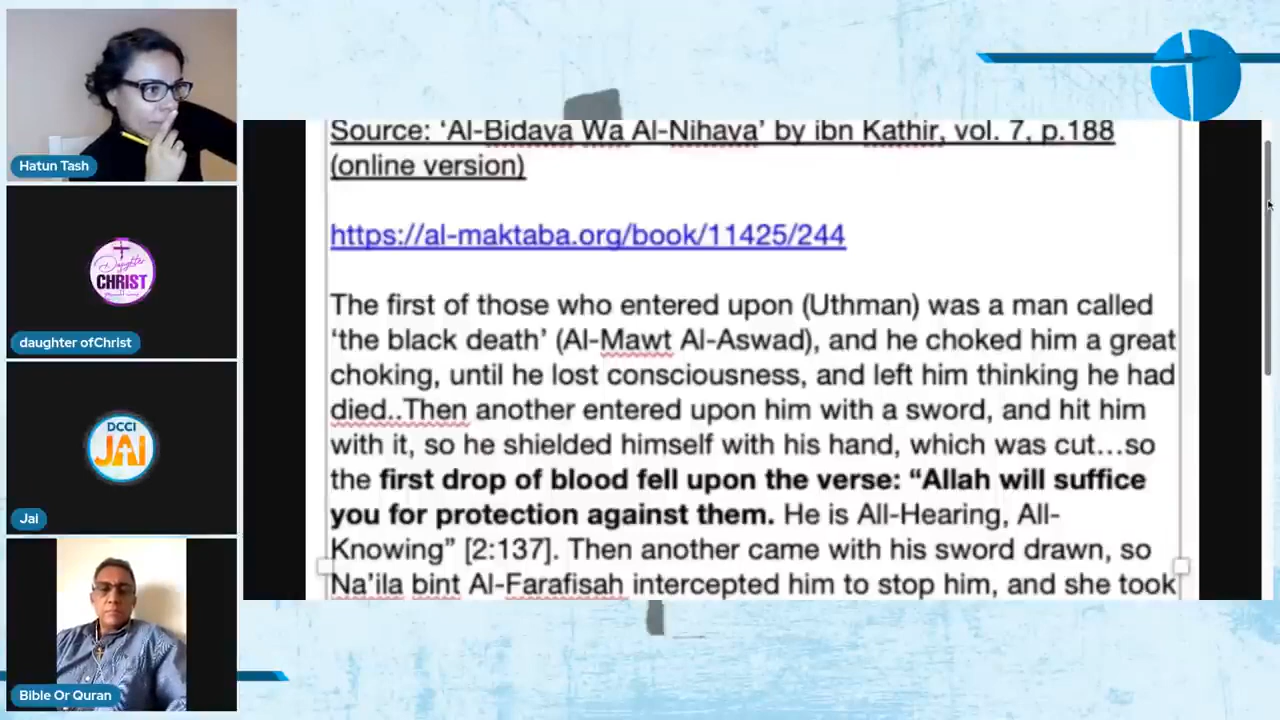 Hatun Tash
Daughter
CHRIST
daughter ofChrist
DCCI
JAI
Jai
Bible Or Quran
Source: ‘Al-Bidaya Wa Al-Nihaya’ by ibn Kathir, vol. 7, p.188
(online version)
https://al-maktaba.org/book/11425/244
The first of those who entered upon (Uthman) was a man called
‘the black death’ (Al-Mawt Al-Aswad), and he choked him a great
choking, until he lost consciousness, and left him thinking he had
died..Then another entered upon him with a sword, and hit him
with it, so he shielded himself with his hand, which was cut…so
the first drop of blood fell upon the verse: “Allah will suffice
you for protection against them. He is All-Hearing, All-
Knowing” [2:137]. Then another came with his sword drawn, so
Na’ila bint Al-Farafisah intercepted him to stop him, and she took